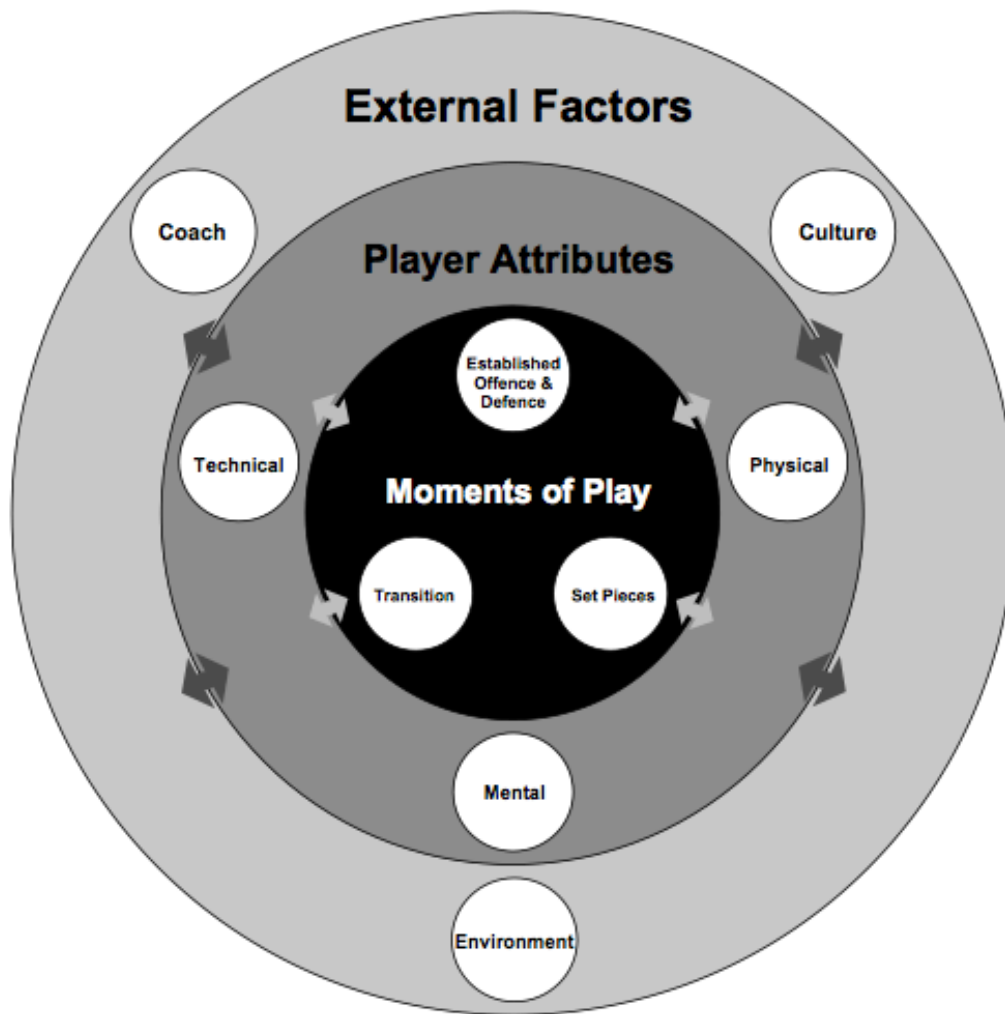 External Factors
Coach
Culture
Player Attributes
Established
Offence &
Defence
Technical
Physical
Moments of Play
Transition
Set Pieces
Mental
Environment